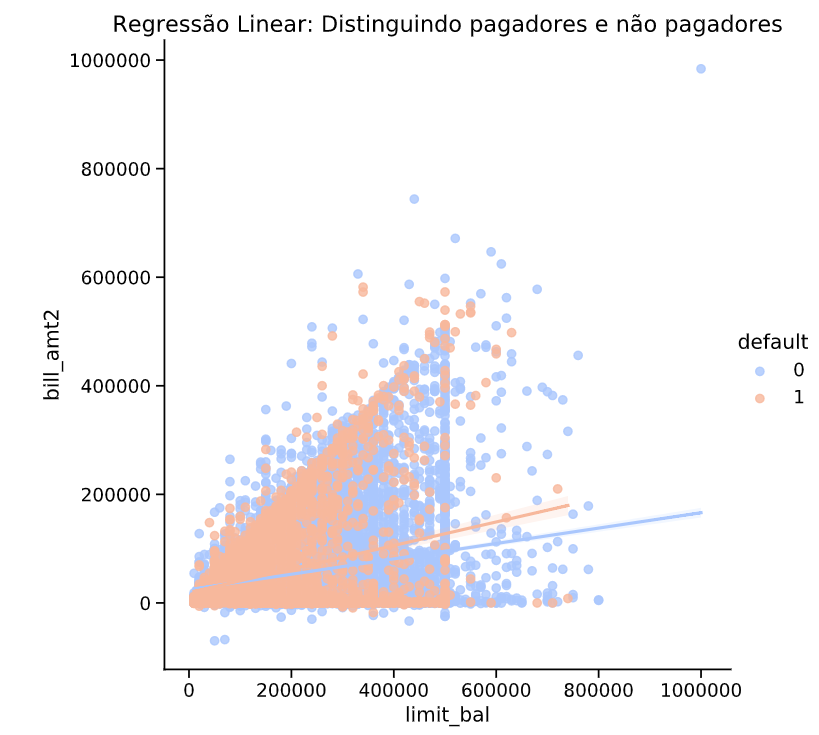 Regressão Linear: Distinguindo pagadores e não pagadores
1000000
800000
600000
400000
200000
0
bill_amt2
0 200000 400000 600000 800000 1000000
limit_bal
default
0
1